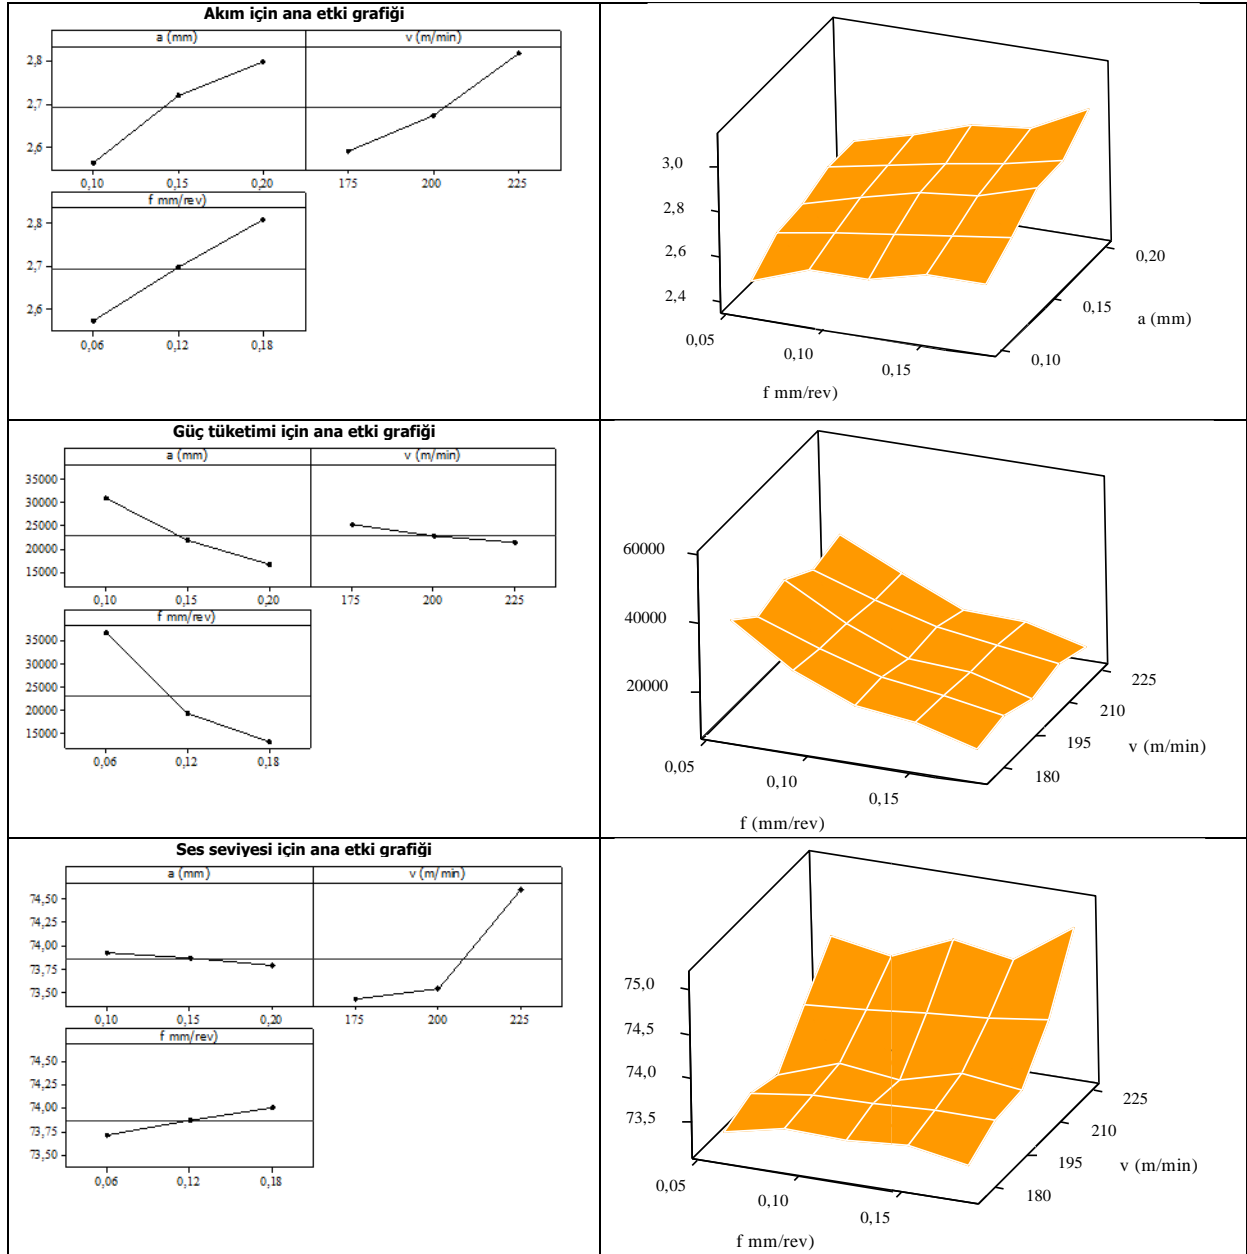 Akım için ana etki grafiği
a (mm)
v (m/min)
2,8
2,7
2,6
0,10 0,15 0,20
175 200 225
f mm/rev)
2,8
2,7
2,6
0,06 0,12 0,18
3,0
2,8
2,6
2,4
0,05
0,10
0,15
f mm/rev)
0,20
0,15
0,10
a (mm)
Güç tüketimi için ana etki grafiği
a (mm)
v (m/min)
35000
30000
25000
20000
15000
0,10 0,15 0,20
175 200 225
f mm/rev)
35000
30000
25000
20000
15000
0,06 0,12 0,18
60000
40000
20000
0,05
0,10
0,15
f (mm/rev)
225
210
195
180
v (m/min)
Ses seviyesi için ana etki grafiği
a (mm)
v (m/min)
74,50
74,25
74,00
73,75
73,50
0,10 0,15 0,20
175 200 225
f mm/rev)
74,50
74,25
74,00
73,75
73,50
0,06 0,12 0,18
75,0
74,5
74,0
73,5
0,05
0,10
0,15
f mm/rev)
225
210
195
180
v (m/min)